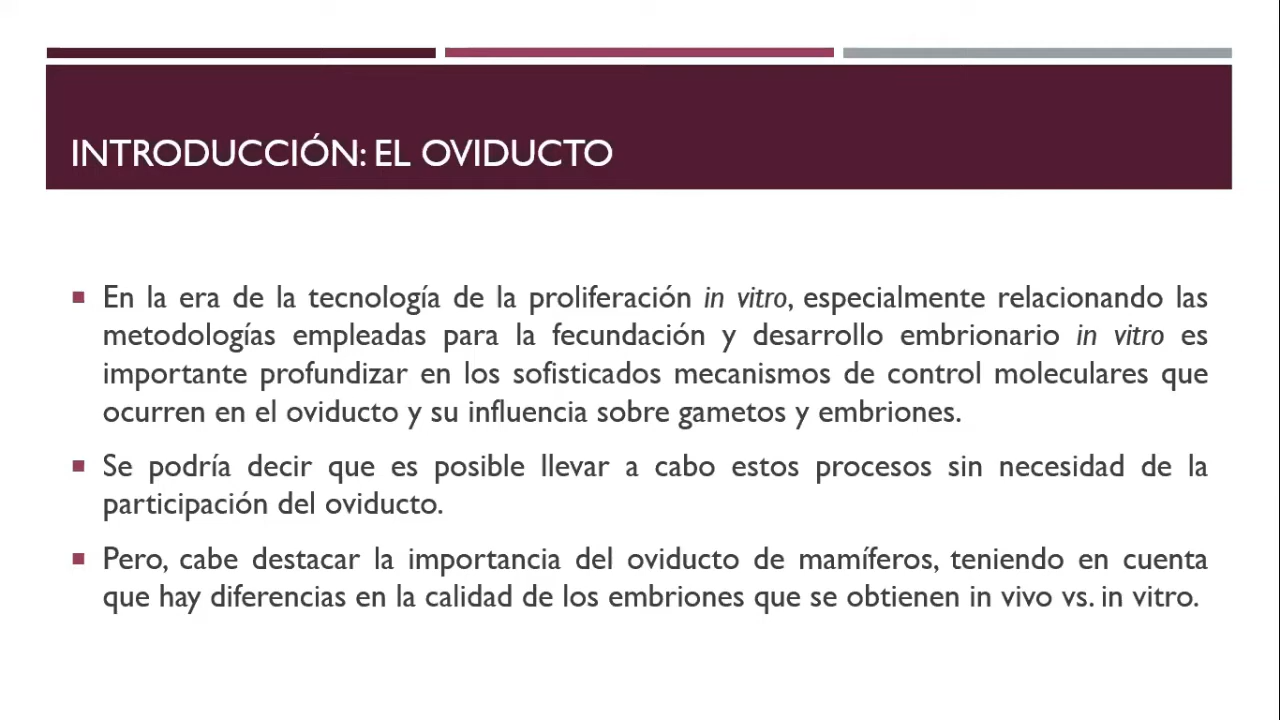 INTRODUCCIÓN: EL OVIDUCTO
En la era de la tecnología de la proliferación in vitro, especialmente relacionando las
metodologías empleadas para la fecundación y desarrollo embrionario in vitro es
importante profundizar en los sofisticados mecanismos de control moleculares que
ocurren en el oviducto y su influencia sobre gametos y embriones.
Se podría decir que es posible llevar a cabo estos procesos sin necesidad de la
participación del oviducto.
Pero, cabe destacar la importancia del oviducto de mamíferos, teniendo en cuenta
que hay diferencias en la calidad de los embriones que se obtienen in vivo vs. in vitro.